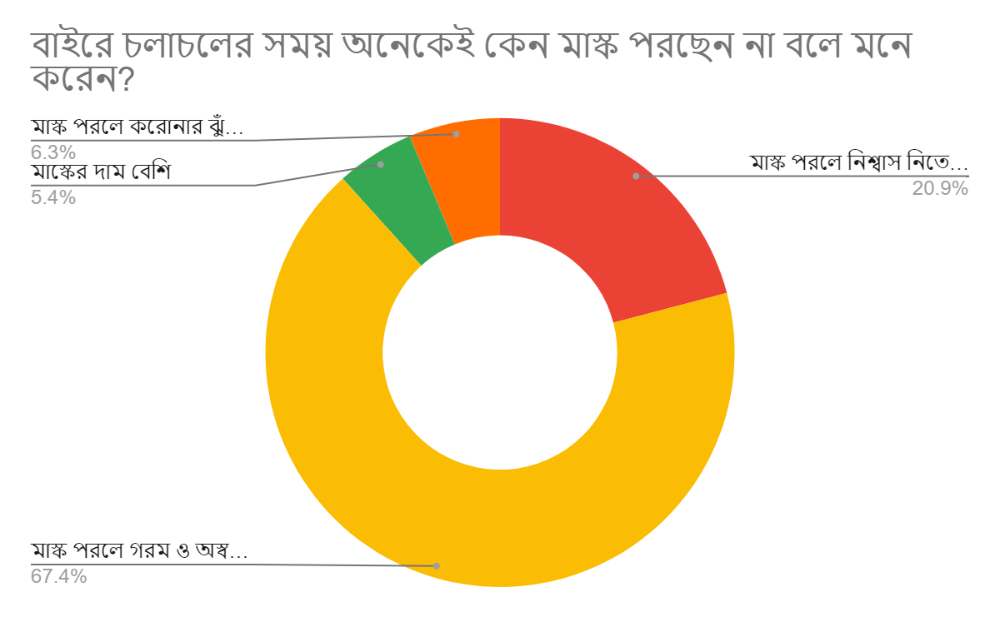 বাইরে চলাচলের সময় অনেকেই কেন মাস্ক পরছেন না বলে মনে
করেন?
মাস্ক পরলে করোনার ঝুঁ...
6.3%
মাস্কের দাম বেশি
5.4%
মাস্ক পরলে নিশ্বাস নিতে...
20.9%
মাস্ক পরলে গরম ও অস্ব...
67.4%